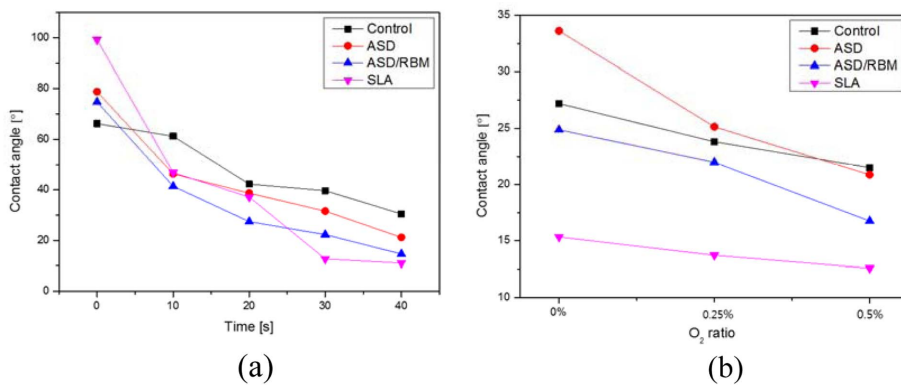 Control
ASD
ASD/RBM
SLA
100
80
60
40
20
0
Contact angle [°]
0 10 20 30 40
Time [s]
(a)
Control
ASD
ASD/RBM
SLA
35
30
25
20
15
10
Contact angle [°]
0% 0.25% 0.5%
O₂ ratio
(b)